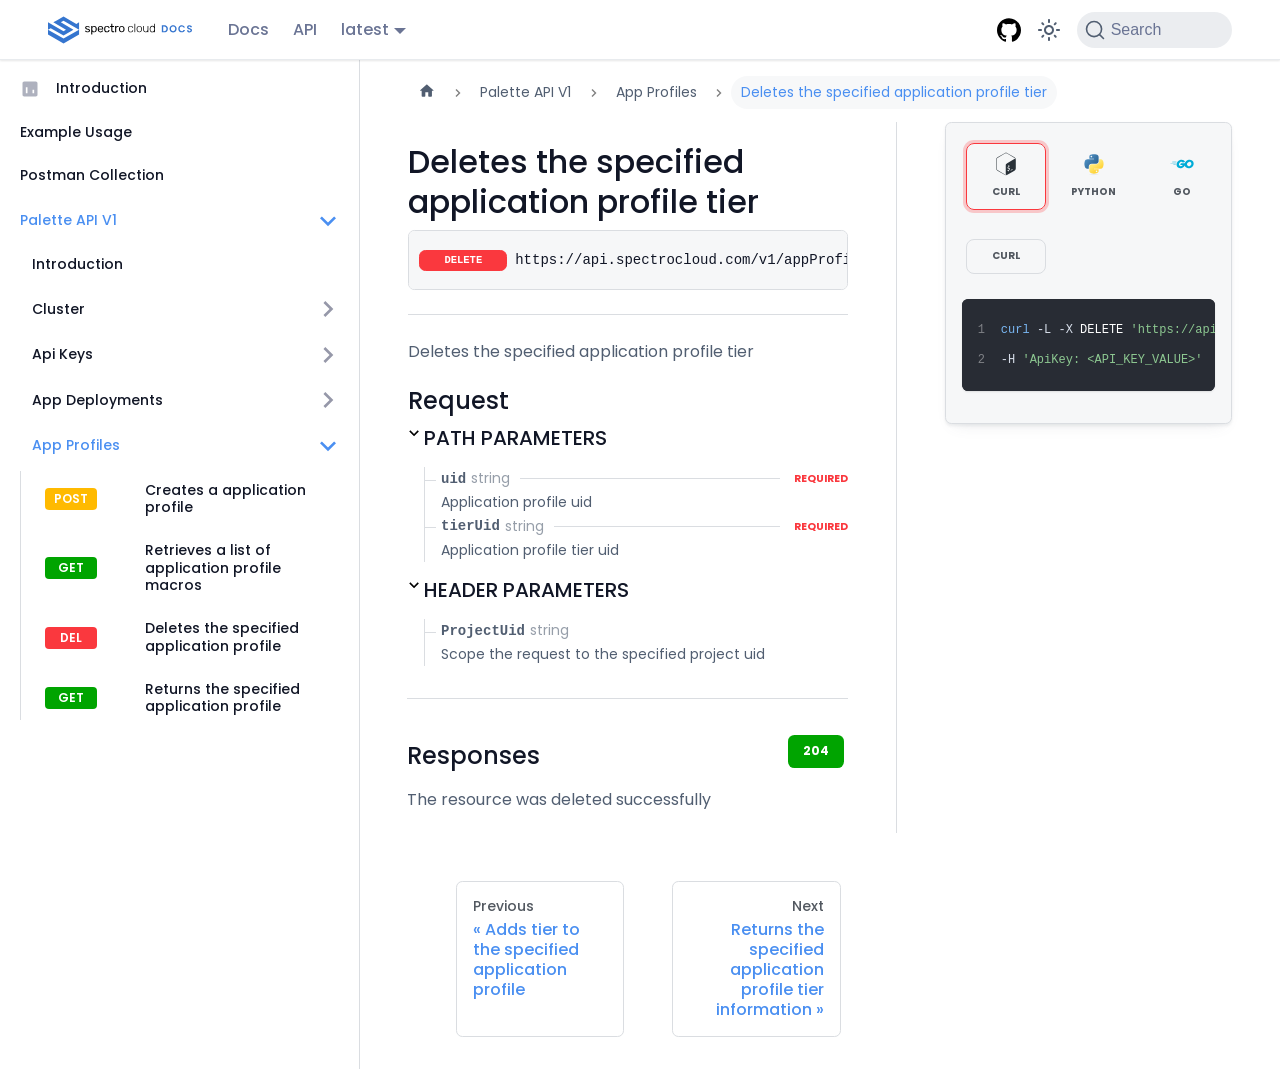 spectro cloud DOCS
Docs
API
latest
Search
Introduction
Example Usage
Postman Collection
Palette API V1
Introduction
Cluster
Api Keys
App Deployments
App Profiles
POST
Creates a application
profile
GET
Retrieves a list of
application profile
macros
DEL
Deletes the specified
application profile
GET
Returns the specified
application profile
Palette API V1
App Profiles
Deletes the specified application profile tier
Deletes the specified
application profile tier
DELETE https://api.spectrocloud.com/v1/appProfi
Deletes the specified application profile tier
Request
PATH PARAMETERS
uid string REQUIRED
Application profile uid
tierUid string REQUIRED
Application profile tier uid
HEADER PARAMETERS
ProjectUid string
Scope the request to the specified project uid
Responses
204
The resource was deleted successfully
Previous
« Adds tier to
the specified
application
profile
Next
Returns the
specified
application
profile tier
information »
CURL
PYTHON
GO
CURL
1 curl -L -X DELETE 'https://api
2 -H 'ApiKey: <API_KEY_VALUE>'